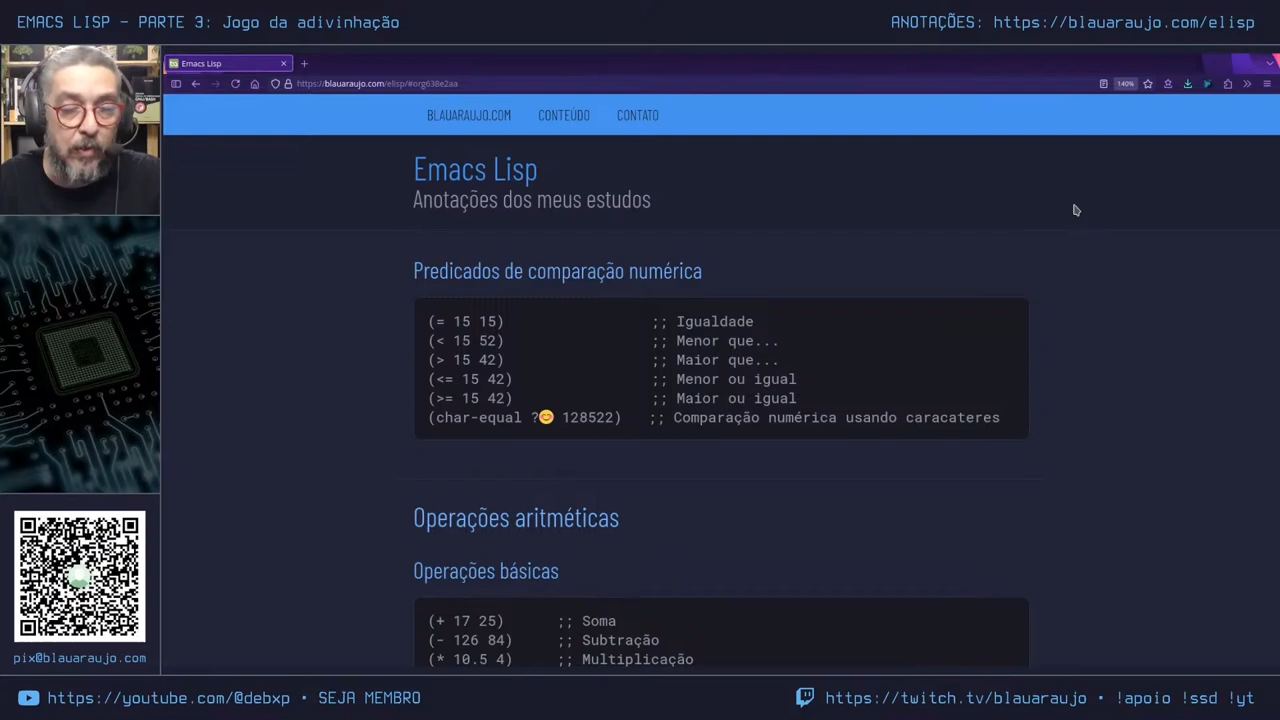 EMACS LISP - PARTE 3: Jogo da adivinhação
ANOTAÇÕES: https://blauaraujo.com/elisp
Emacs Lisp
https://blauaraujo.com/elisp/#org638e2aa
140%
BLAUARAUJO.COM CONTEÚDO CONTATO
Emacs Lisp
Anotações dos meus estudos
Predicados de comparação numérica
(= 15 15) ;; Igualdade
(< 15 52) ;; Menor que...
(> 15 42) ;; Maior que...
(<= 15 42) ;; Menor ou igual
(>= 15 42) ;; Maior ou igual
(char-equal ?😊 128522) ;; Comparação numérica usando caracateres
Operações aritméticas
Operações básicas
(+ 17 25) ;; Soma
(- 126 84) ;; Subtração
(* 10.5 4) ;; Multiplicação
pix@blauaraujo.com
https://youtube.com/@debxp • SEJA MEMBRO
https://twitch.tv/blauaraujo • !apoio !ssd !yt